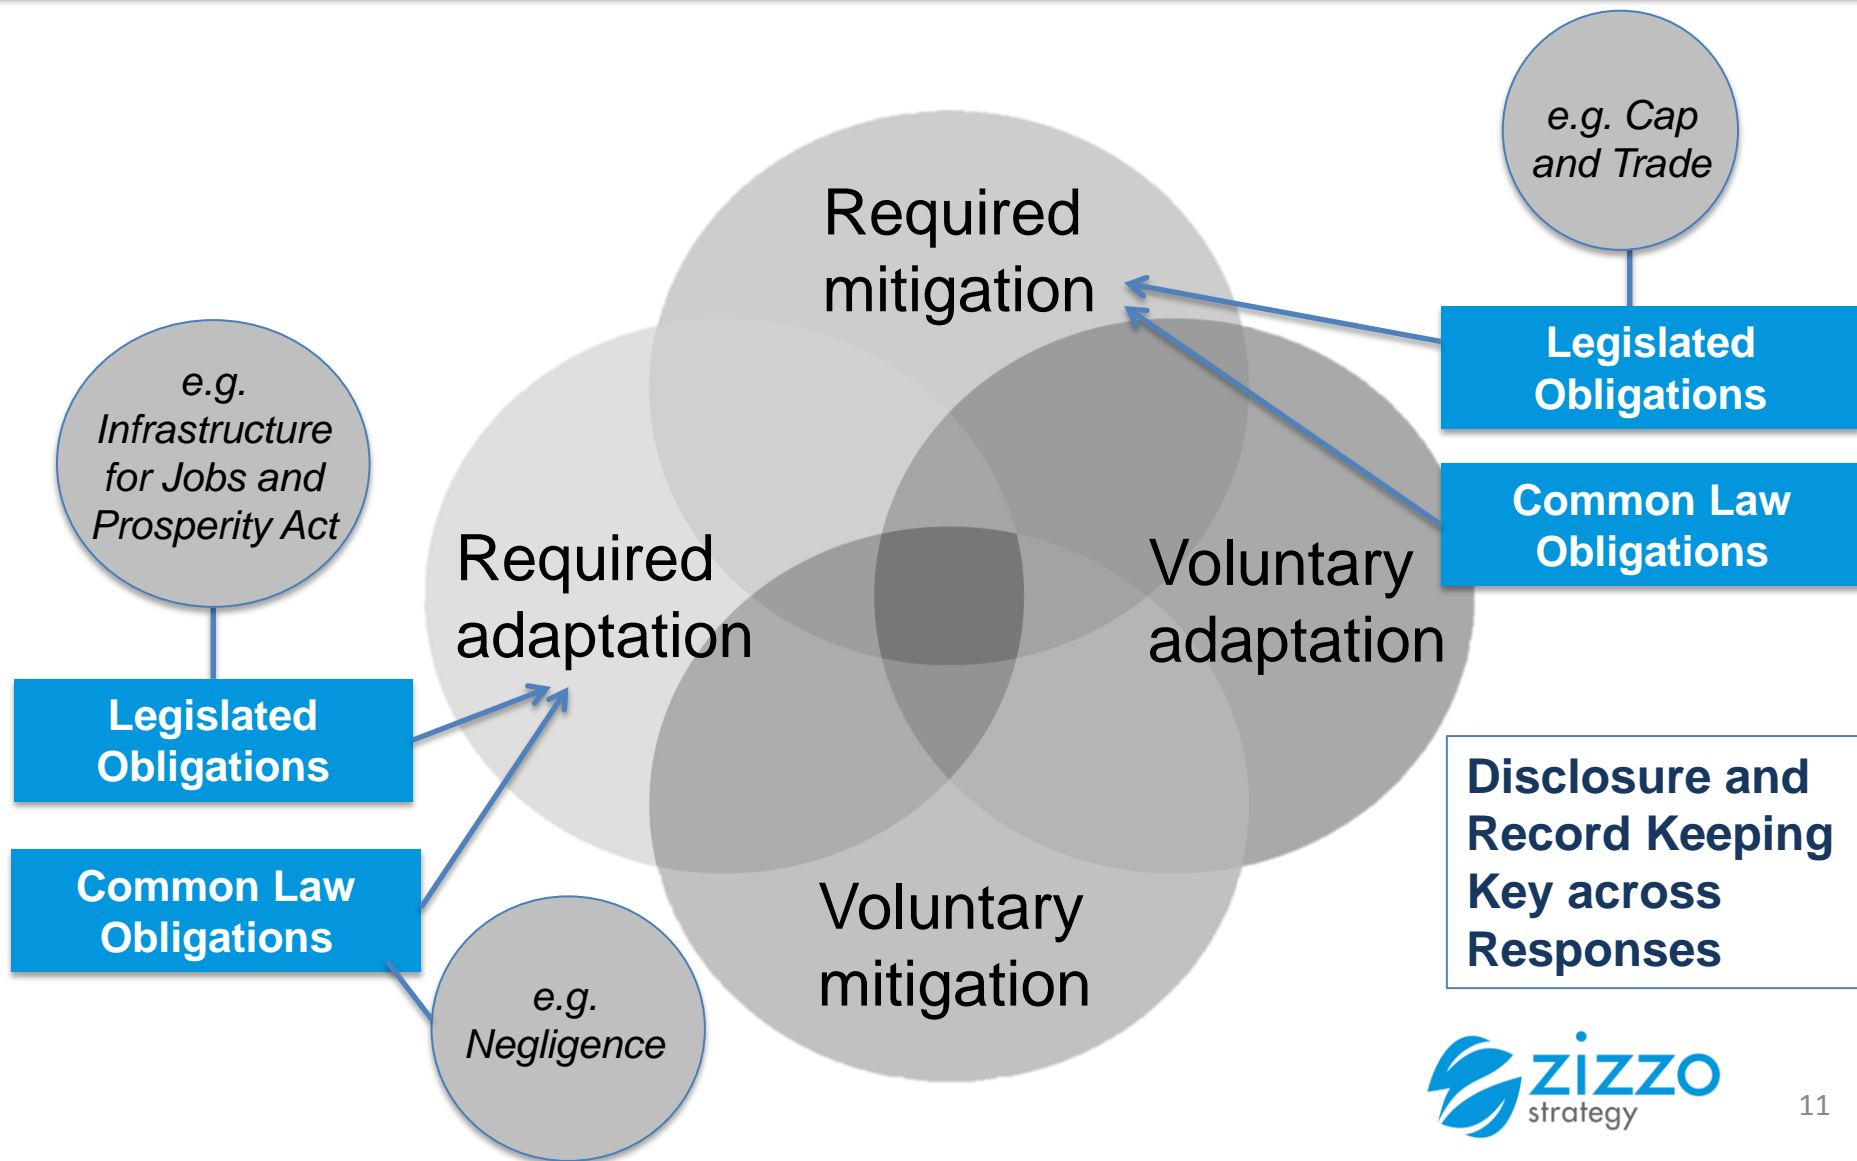 e.g. Cap
and Trade
Required
mitigation
Legislated
Obligations
Common Law
Obligations
e.g.
Infrastructure
for Jobs and
Prosperity Act
Required
adaptation
Voluntary
adaptation
Legislated
Obligations
Common Law
Obligations
e.g.
Negligence
Voluntary
mitigation
Disclosure and
Record Keeping
Key across
Responses
zizzo
strategy
11